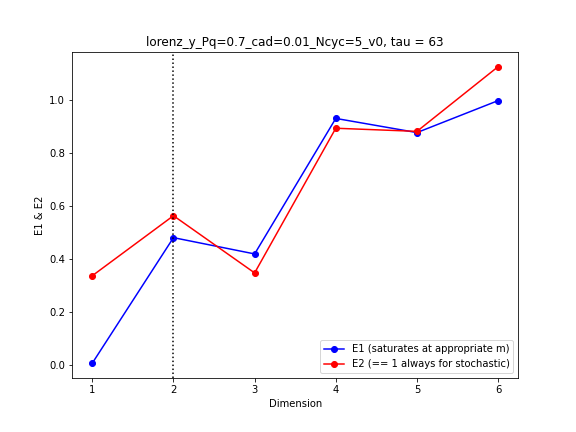 lorenz_y_Pq=0.7_cad=0.01_Ncyc=5_v0, tau = 63
E1 & E2
1.0
0.8
0.6
0.4
0.2
0.0
E1 (saturates at appropriate m)
E2 (== 1 always for stochastic)
1 2 3 4 5 6
Dimension